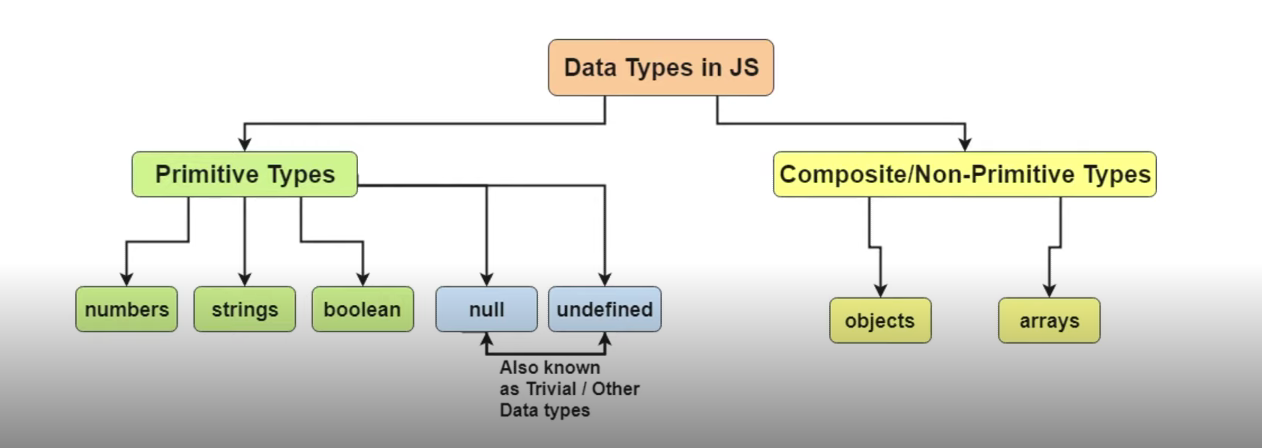 Data Types in JS
Primitive Types
Composite/Non-Primitive Types
numbers
strings
boolean
null
undefined
objects
arrays
Also known
as Trivial / Other
Data types